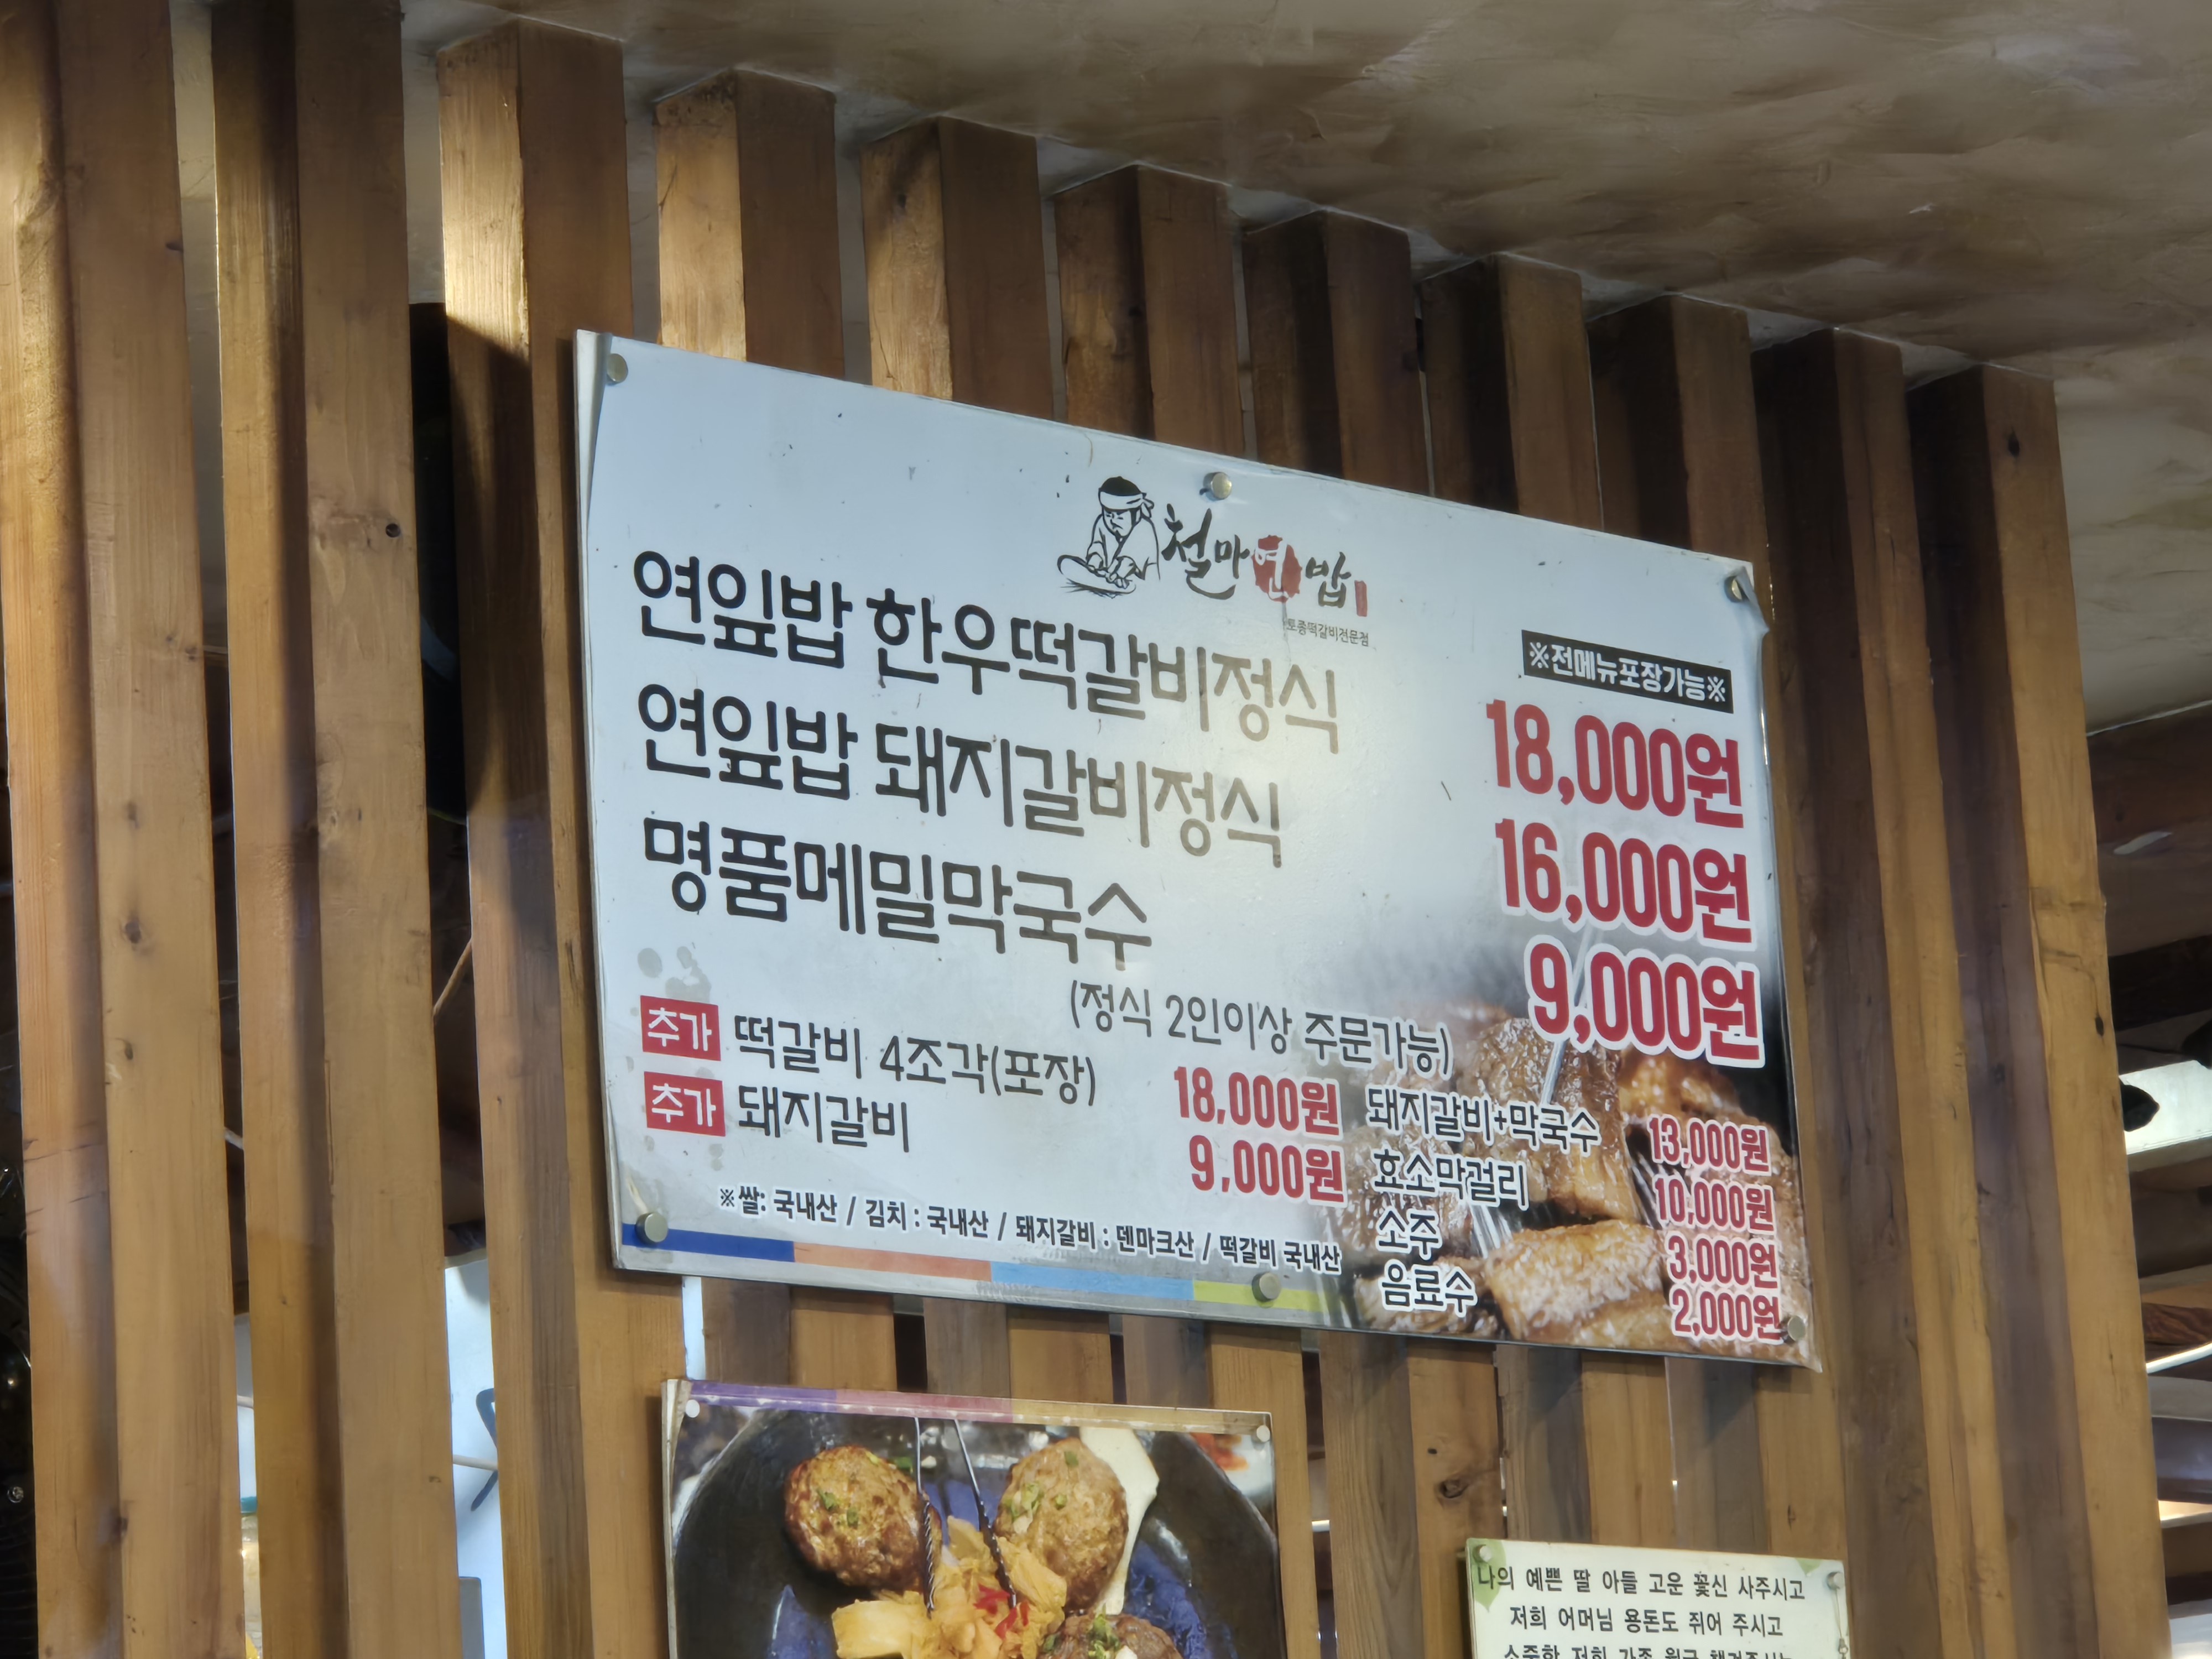 철마연밥
토종떡갈비전문점
※전메뉴포장가능※
연잎밥 한우떡갈비정식 18,000원
연잎밥 돼지갈비정식 16,000원
명품메밀막국수 9,000원
(정식 2인이상 주문가능)
추가 떡갈비 4조각(포장) 18,000원
추가 돼지갈비 9,000원
돼지갈비+막국수 13,000원
효소막걸리 10,000원
소주 3,000원
음료수 2,000원
※쌀: 국내산 / 김치 : 국내산 / 돼지갈비 : 덴마크산 / 떡갈비 국내산
나의 예쁜 딸 아들 고운 꽃신 사주시고
저희 어머님 용돈도 쥐어 주시고